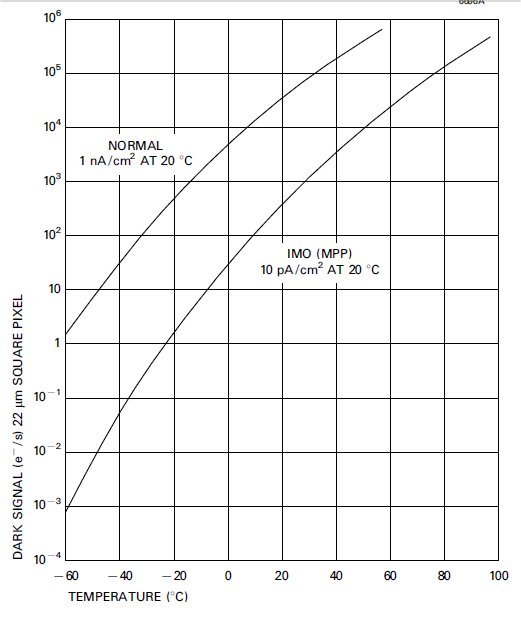 10⁶
10⁵
10⁴
NORMAL
1 nA/cm² AT 20 °C
10³
10²
IMO (MPP)
10 pA/cm² AT 20 °C
10
1
10⁻¹
10⁻²
10⁻³
10⁻⁴
DARK SIGNAL (e⁻/s) 22 μm SQUARE PIXEL
−60 −40 −20 0 20 40 60 80 100
TEMPERATURE (°C)